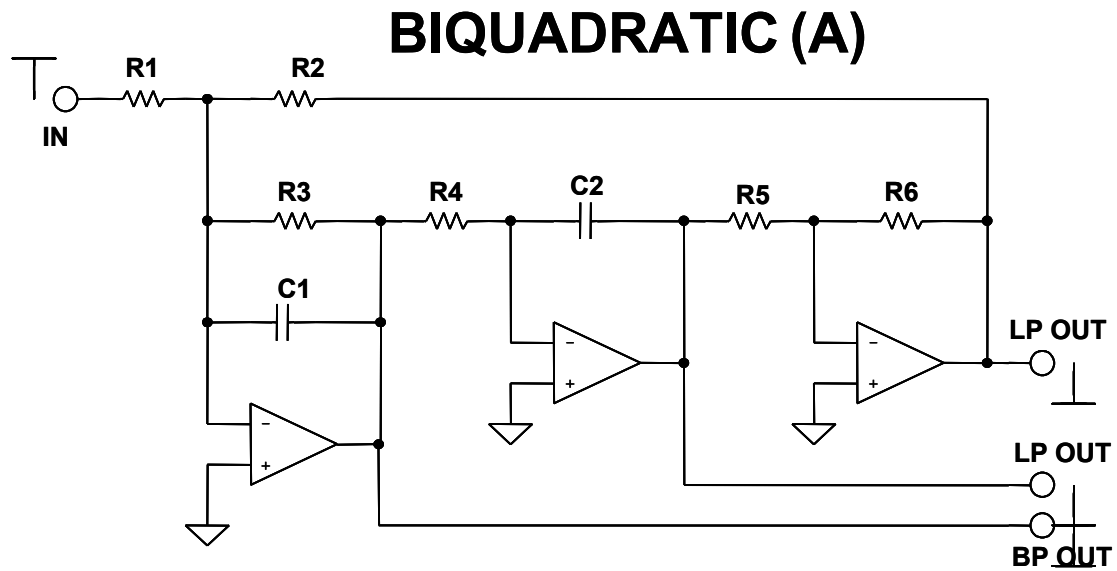 BIQUADRATIC (A)
R1
R2
IN
R3
R4
C2
R5
R6
C1
LP OUT
−
+
−
+
−
+
LP OUT
BP OUT